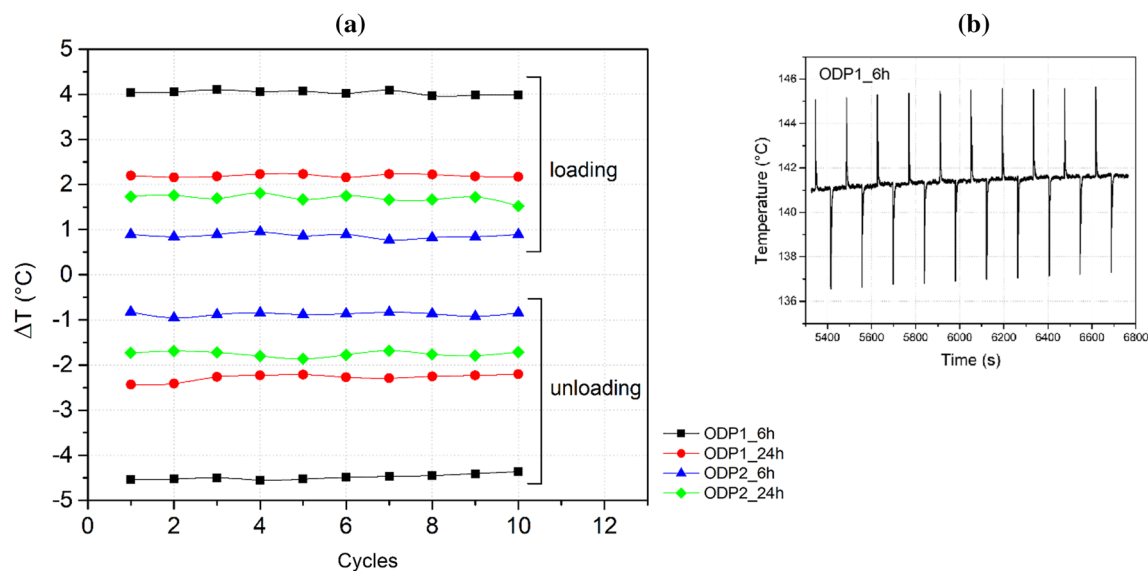 (a)
5
4
3
2
1
0
-1
-2
-3
-4
-5
ΔT (°C)
0 2 4 6 8 10 12
Cycles
loading
unloading
ODP1_6h
ODP1_24h
ODP2_6h
ODP2_24h
(b)
ODP1_6h
146
144
142
140
138
136
Temperature (°C)
5400 5600 5800 6000 6200 6400 6600 6800
Time (s)